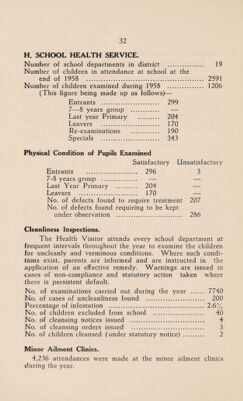 32
H. SCHOOL HEALTH SERVICE.
Number of school departments in district ............... 19
Number of children in attendance at school at the
end of 1958 ................................................ 2591
Number of children examined during 1958 ............... 1206
(This figure being made up as follows)—
Entrants .................. 299
7—8 years group ......... —
Last year Primary ......... 204
Leavers .................. 170
Re-examinations ......... 190
Specials .................. 343
Physical Condition of Pupils Examined
Satisfactory Unsatisfactory
Entrants ............... 296 3
7-8 years group ...... — —
Last Year Primary ...... 204 —
Leavers ............... 170 —
No. of defects found to require treatment 207
No. of defects found requiring to be kept
under observation .................. 286
Cleanliness Inspections.
The Health Visitor attends every school department at
frequent intervals throughout the year to examine the children
for uncleanly and verminous conditions. Where such condi-
tions exist, parents are informed and are instructed in the
application of an effective remedy. Warnings are issued in
cases of non-compliance and statutory action taken where
there is persistent default.
No. of examinations carried out during the year ...... 7740
No. of cases of uncleanliness found .................. 200
Percentage of infestation .............................. 2.6%
No. of children excluded from school .................. 40
No. of cleansing notices issued ........................ 4
No. of cleansing orders issued ........................ 3
No. of children cleansed (under statutory notice) ......... 2
Minor Ailment Clinics.
4,236 attendances were made at the minor ailment clinics
during the year.